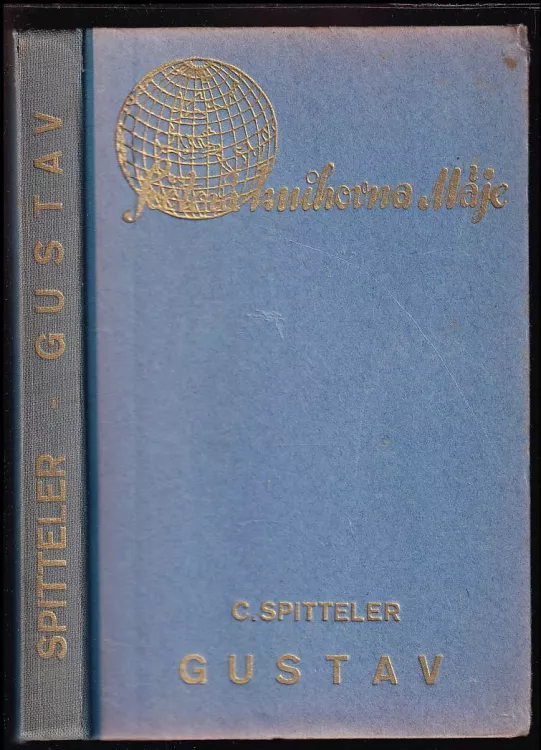 SPITTELER - GUSTAV
knihovna Máje
C. SPITTELER
GUSTAV